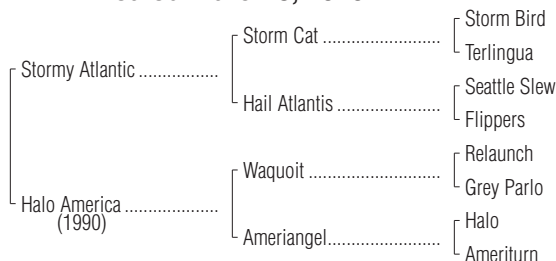 Storm Bird
Storm Cat ........................
Terlingua
Stormy Atlantic ................
Seattle Slew
Hail Atlantis .....................
Flippers
Relaunch
Waquoit ..........................
Grey Parlo
Halo America ...................
(1990)
Halo
Ameriangel......................
Ameriturn